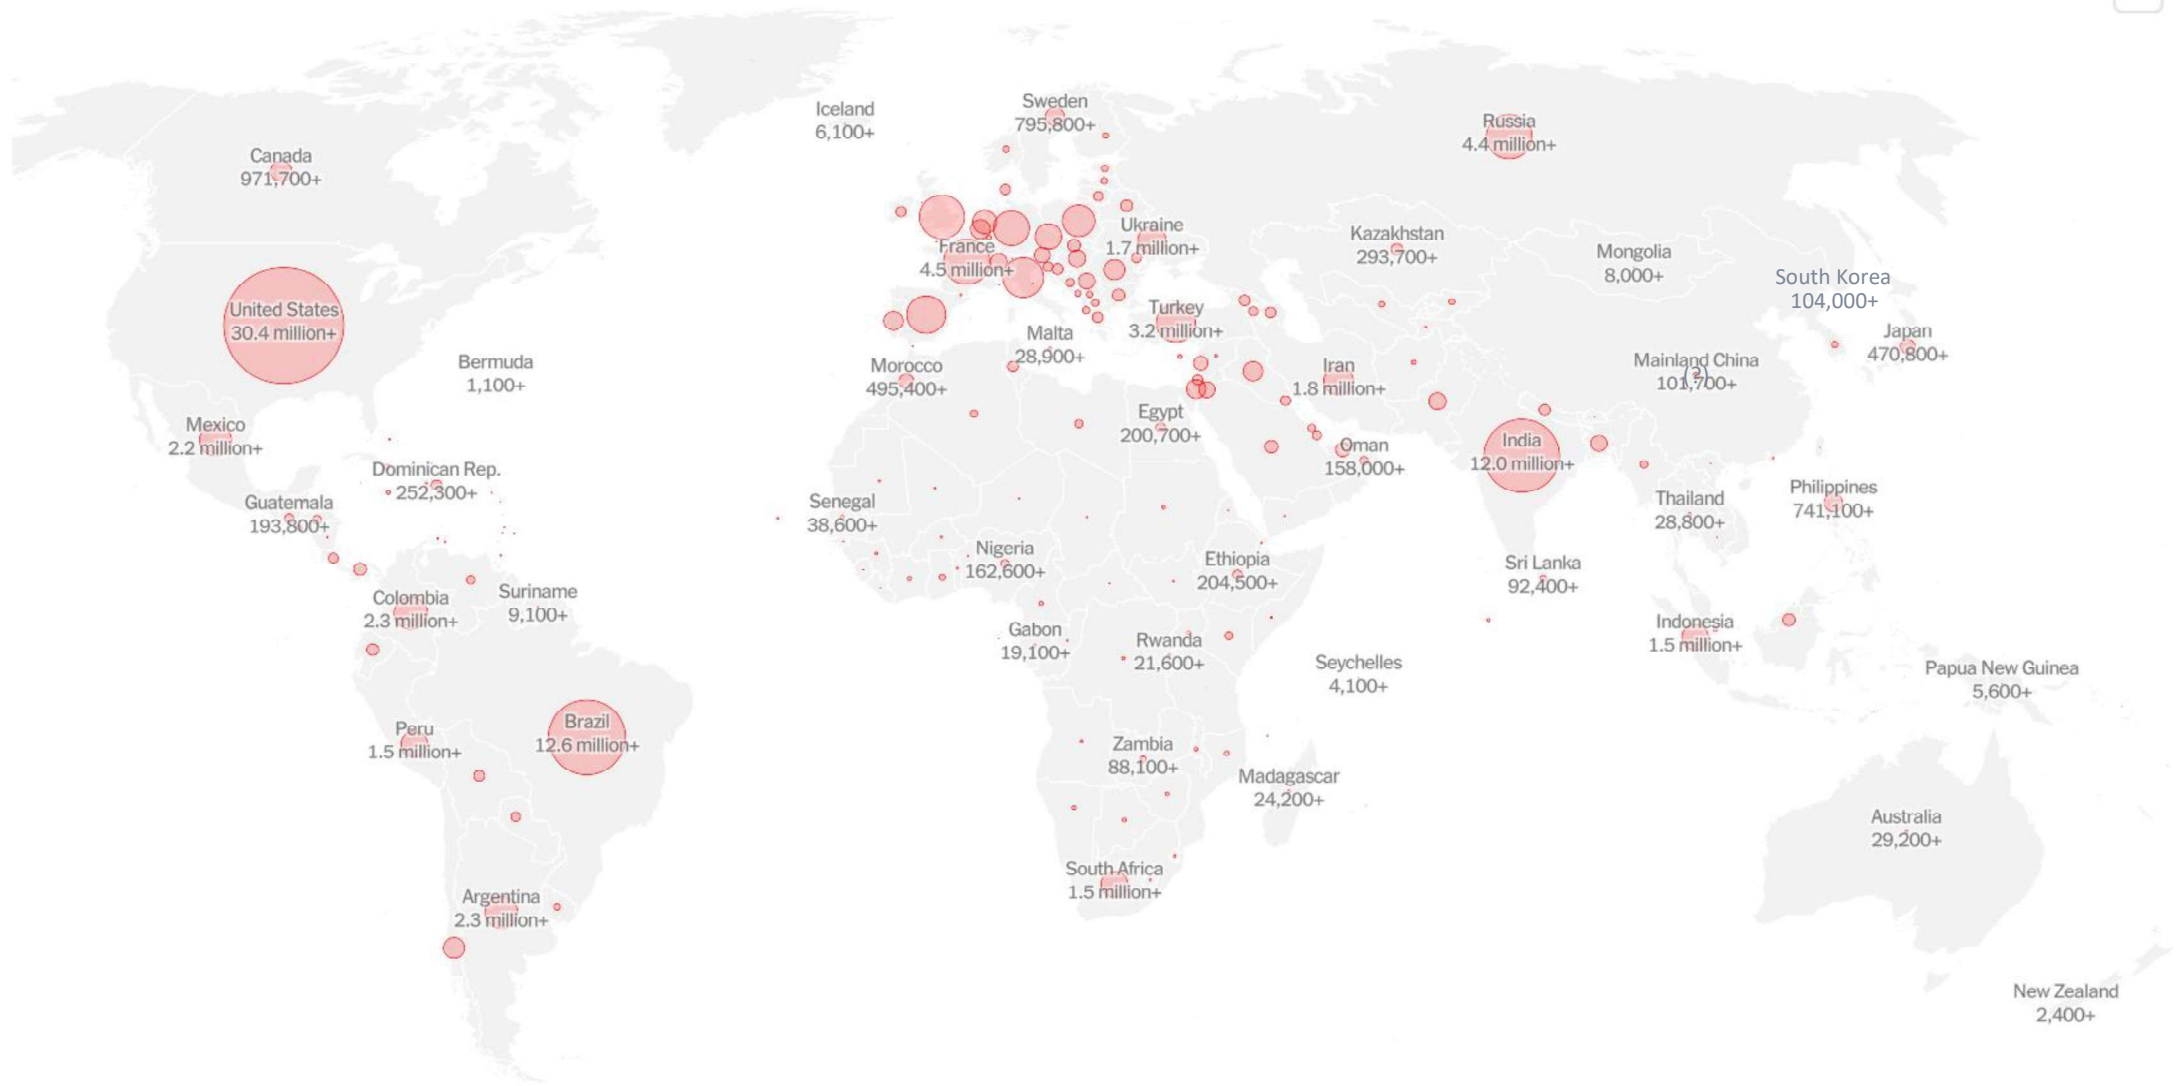 Iceland
6,100+
Sweden
795,800+
Russia
4.4 million+
Canada
971,700+
France
4.5 million+
Ukraine
1.7 million+
Kazakhstan
293,700+
Mongolia
8,000+
South Korea
104,000+
United States
30.4 million+
Bermuda
1,100+
Malta
28,900+
Turkey
3.2 million+
Morocco
495,400+
Iran
1.8 million+
Mainland China
101,700+
(?)
Japan
470,800+
Mexico
2.2 million+
Dominican Rep.
252,300+
Egypt
200,700+
Oman
158,000+
India
12.0 million+
Guatemala
193,800+
Senegal
38,600+
Thailand
28,800+
Philippines
741,100+
Nigeria
162,600+
Ethiopia
204,500+
Sri Lanka
92,400+
Colombia
2.3 million+
Suriname
9,100+
Gabon
19,100+
Rwanda
21,600+
Seychelles
4,100+
Indonesia
1.5 million+
Papua New Guinea
5,600+
Peru
1.5 million+
Brazil
12.6 million+
Zambia
88,100+
Madagascar
24,200+
Australia
29,200+
South Africa
1.5 million+
Argentina
2.3 million+
New Zealand
2,400+